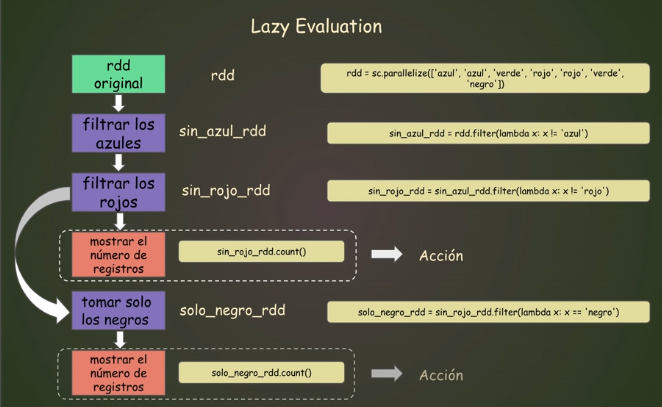 Lazy Evaluation
rdd
original
rdd
rdd = sc.parallelize(['azul', 'azul', 'verde', 'rojo', 'rojo', 'verde',
'negro'])
filtrar los
azules
sin_azul_rdd
sin_azul_rdd = rdd.filter(lambda x: x != 'azul')
filtrar los
rojos
sin_rojo_rdd
sin_rojo_rdd = sin_azul_rdd.filter(lambda x: x != 'rojo')
mostrar el
número de
registros
sin_rojo_rdd.count()
Acción
tomar solo
los negros
solo_negro_rdd
solo_negro_rdd = sin_rojo_rdd.filter(lambda x: x == 'negro')
mostrar el
número de
registros
solo_negro_rdd.count()
Acción